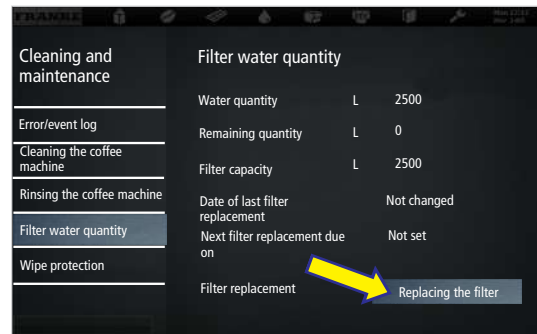 FRANKE
Cleaning and
maintenance
Error/event log
Cleaning the coffee
machine
Rinsing the coffee machine
Filter water quantity
Wipe protection
Filter water quantity
Water quantity L 2500
Remaining quantity L 0
Filter capacity L 2500
Date of last filter
replacement Not changed
Next filter replacement due
on Not set
Filter replacement Replacing the filter